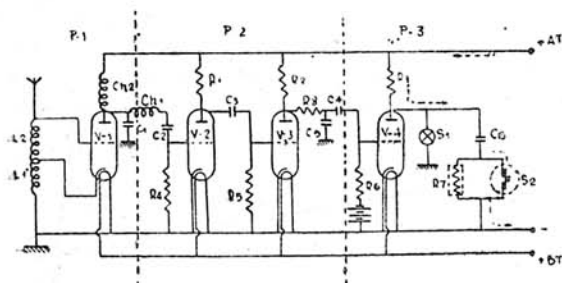 P-1 P-2 P-3
+AT
Ch2 R1 R2 R3
Ch1 C3 R8 C4
L2 V-1 C1 C2 V-2 V-3 C5 V-4 S1 C6
L1 R4 R5 R6 R7 S2
-
+BT